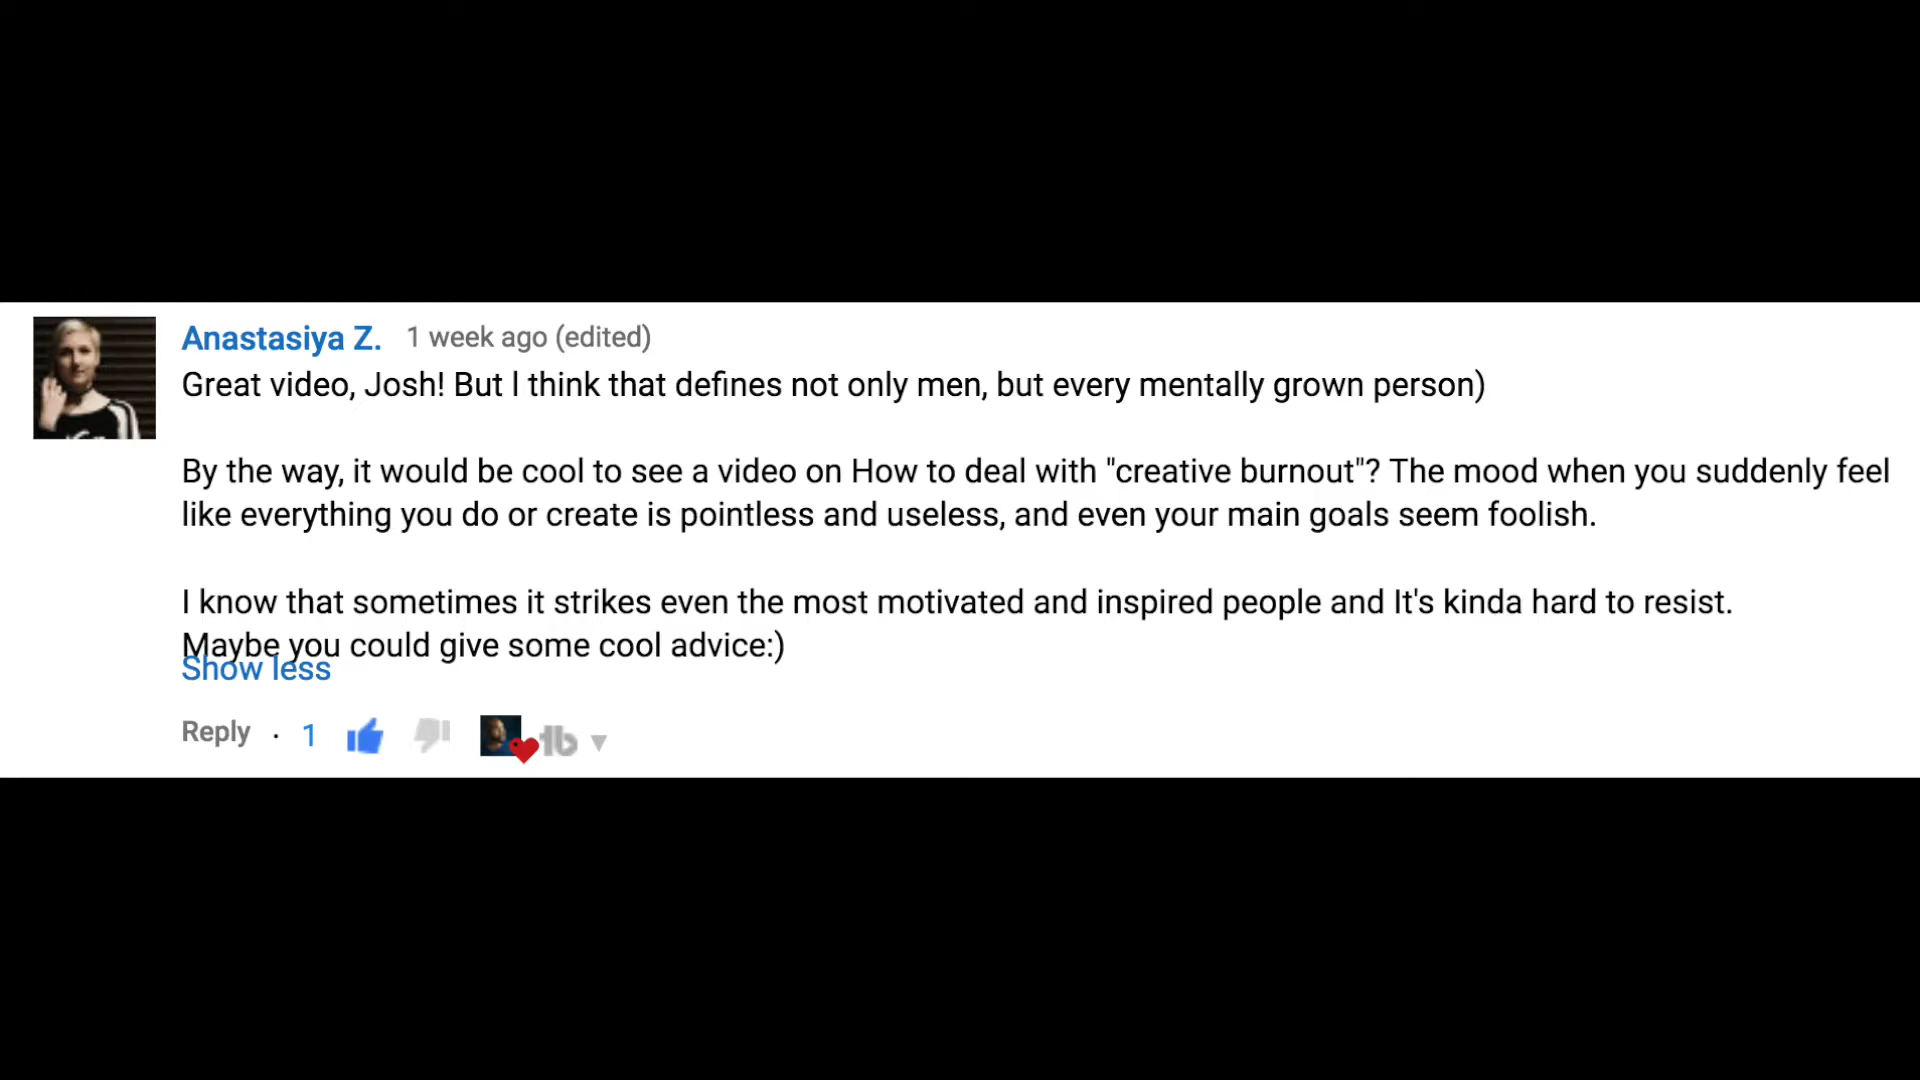 Anastasiya Z. 1 week ago (edited)
Great video, Josh! But I think that defines not only men, but every mentally grown person)
By the way, it would be cool to see a video on How to deal with "creative burnout"? The mood when you suddenly feel
like everything you do or create is pointless and useless, and even your main goals seem foolish.
I know that sometimes it strikes even the most motivated and inspired people and It's kinda hard to resist.
Maybe you could give some cool advice:)
Show less
Reply · 1